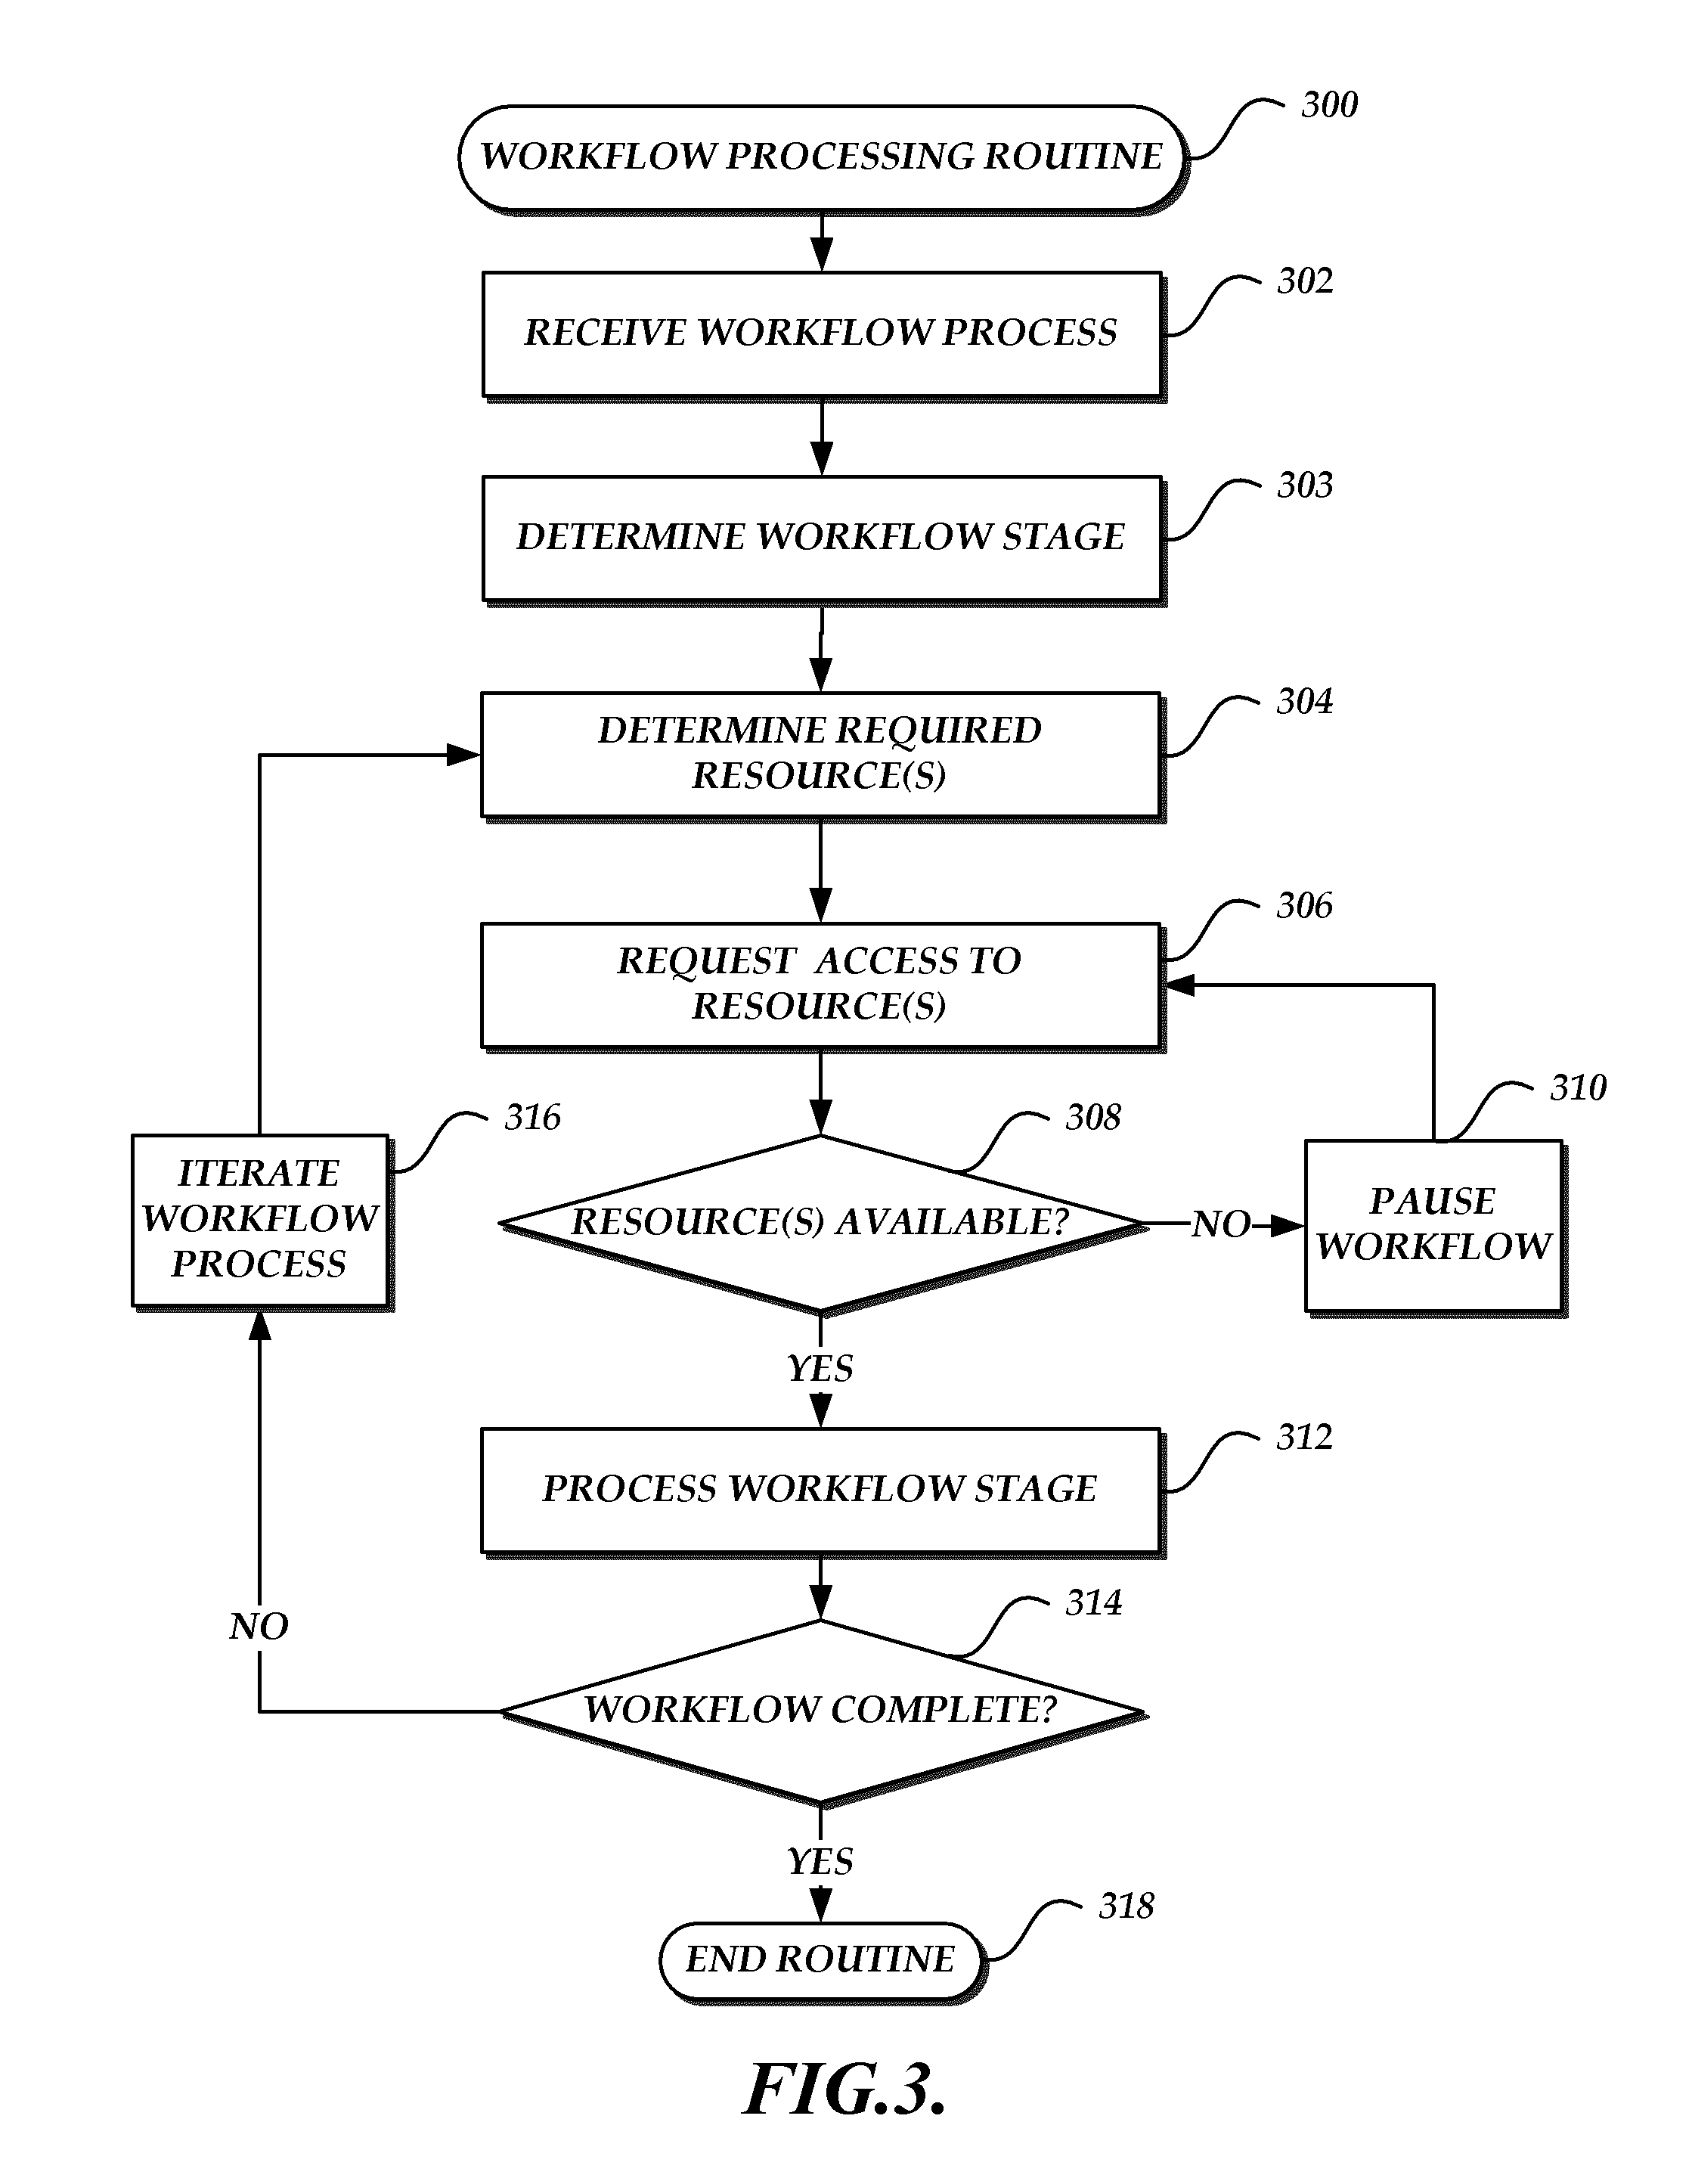 300
WORKFLOW PROCESSING ROUTINE
302
RECEIVE WORKFLOW PROCESS
303
DETERMINE WORKFLOW STAGE
304
DETERMINE REQUIRED
RESOURCE(S)
306
REQUEST ACCESS TO
RESOURCE(S)
308
RESOURCE(S) AVAILABLE?
NO
310
PAUSE
WORKFLOW
316
ITERATE
WORKFLOW
PROCESS
YES
312
PROCESS WORKFLOW STAGE
314
WORKFLOW COMPLETE?
NO
YES
318
END ROUTINE
FIG.3.